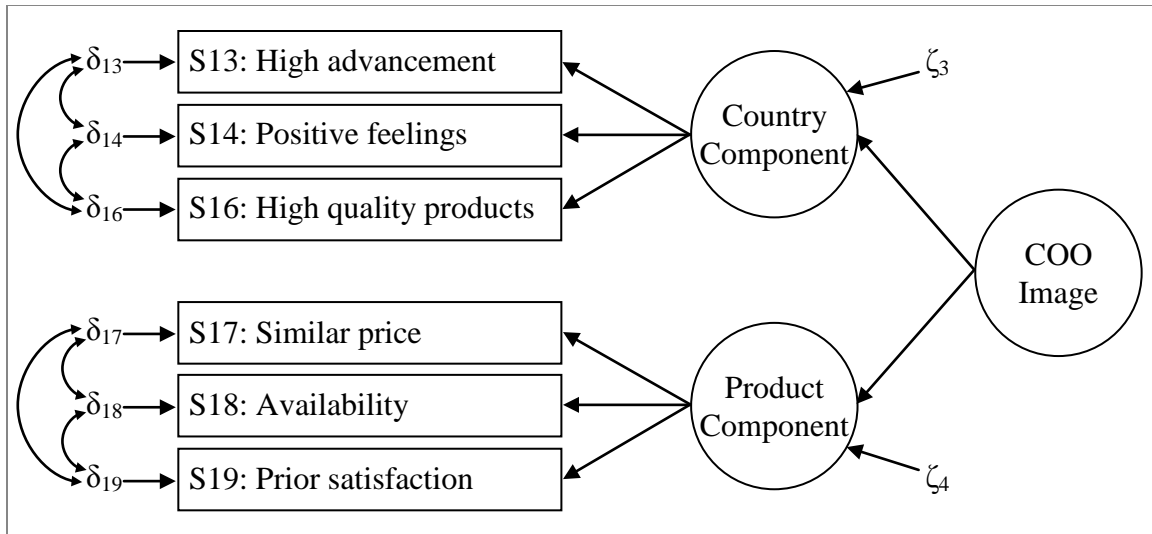 δ13
S13: High advancement
δ14
S14: Positive feelings
δ16
S16: High quality products
Country
Component
ζ3
COO
Image
δ17
S17: Similar price
δ18
S18: Availability
δ19
S19: Prior satisfaction
Product
Component
ζ4